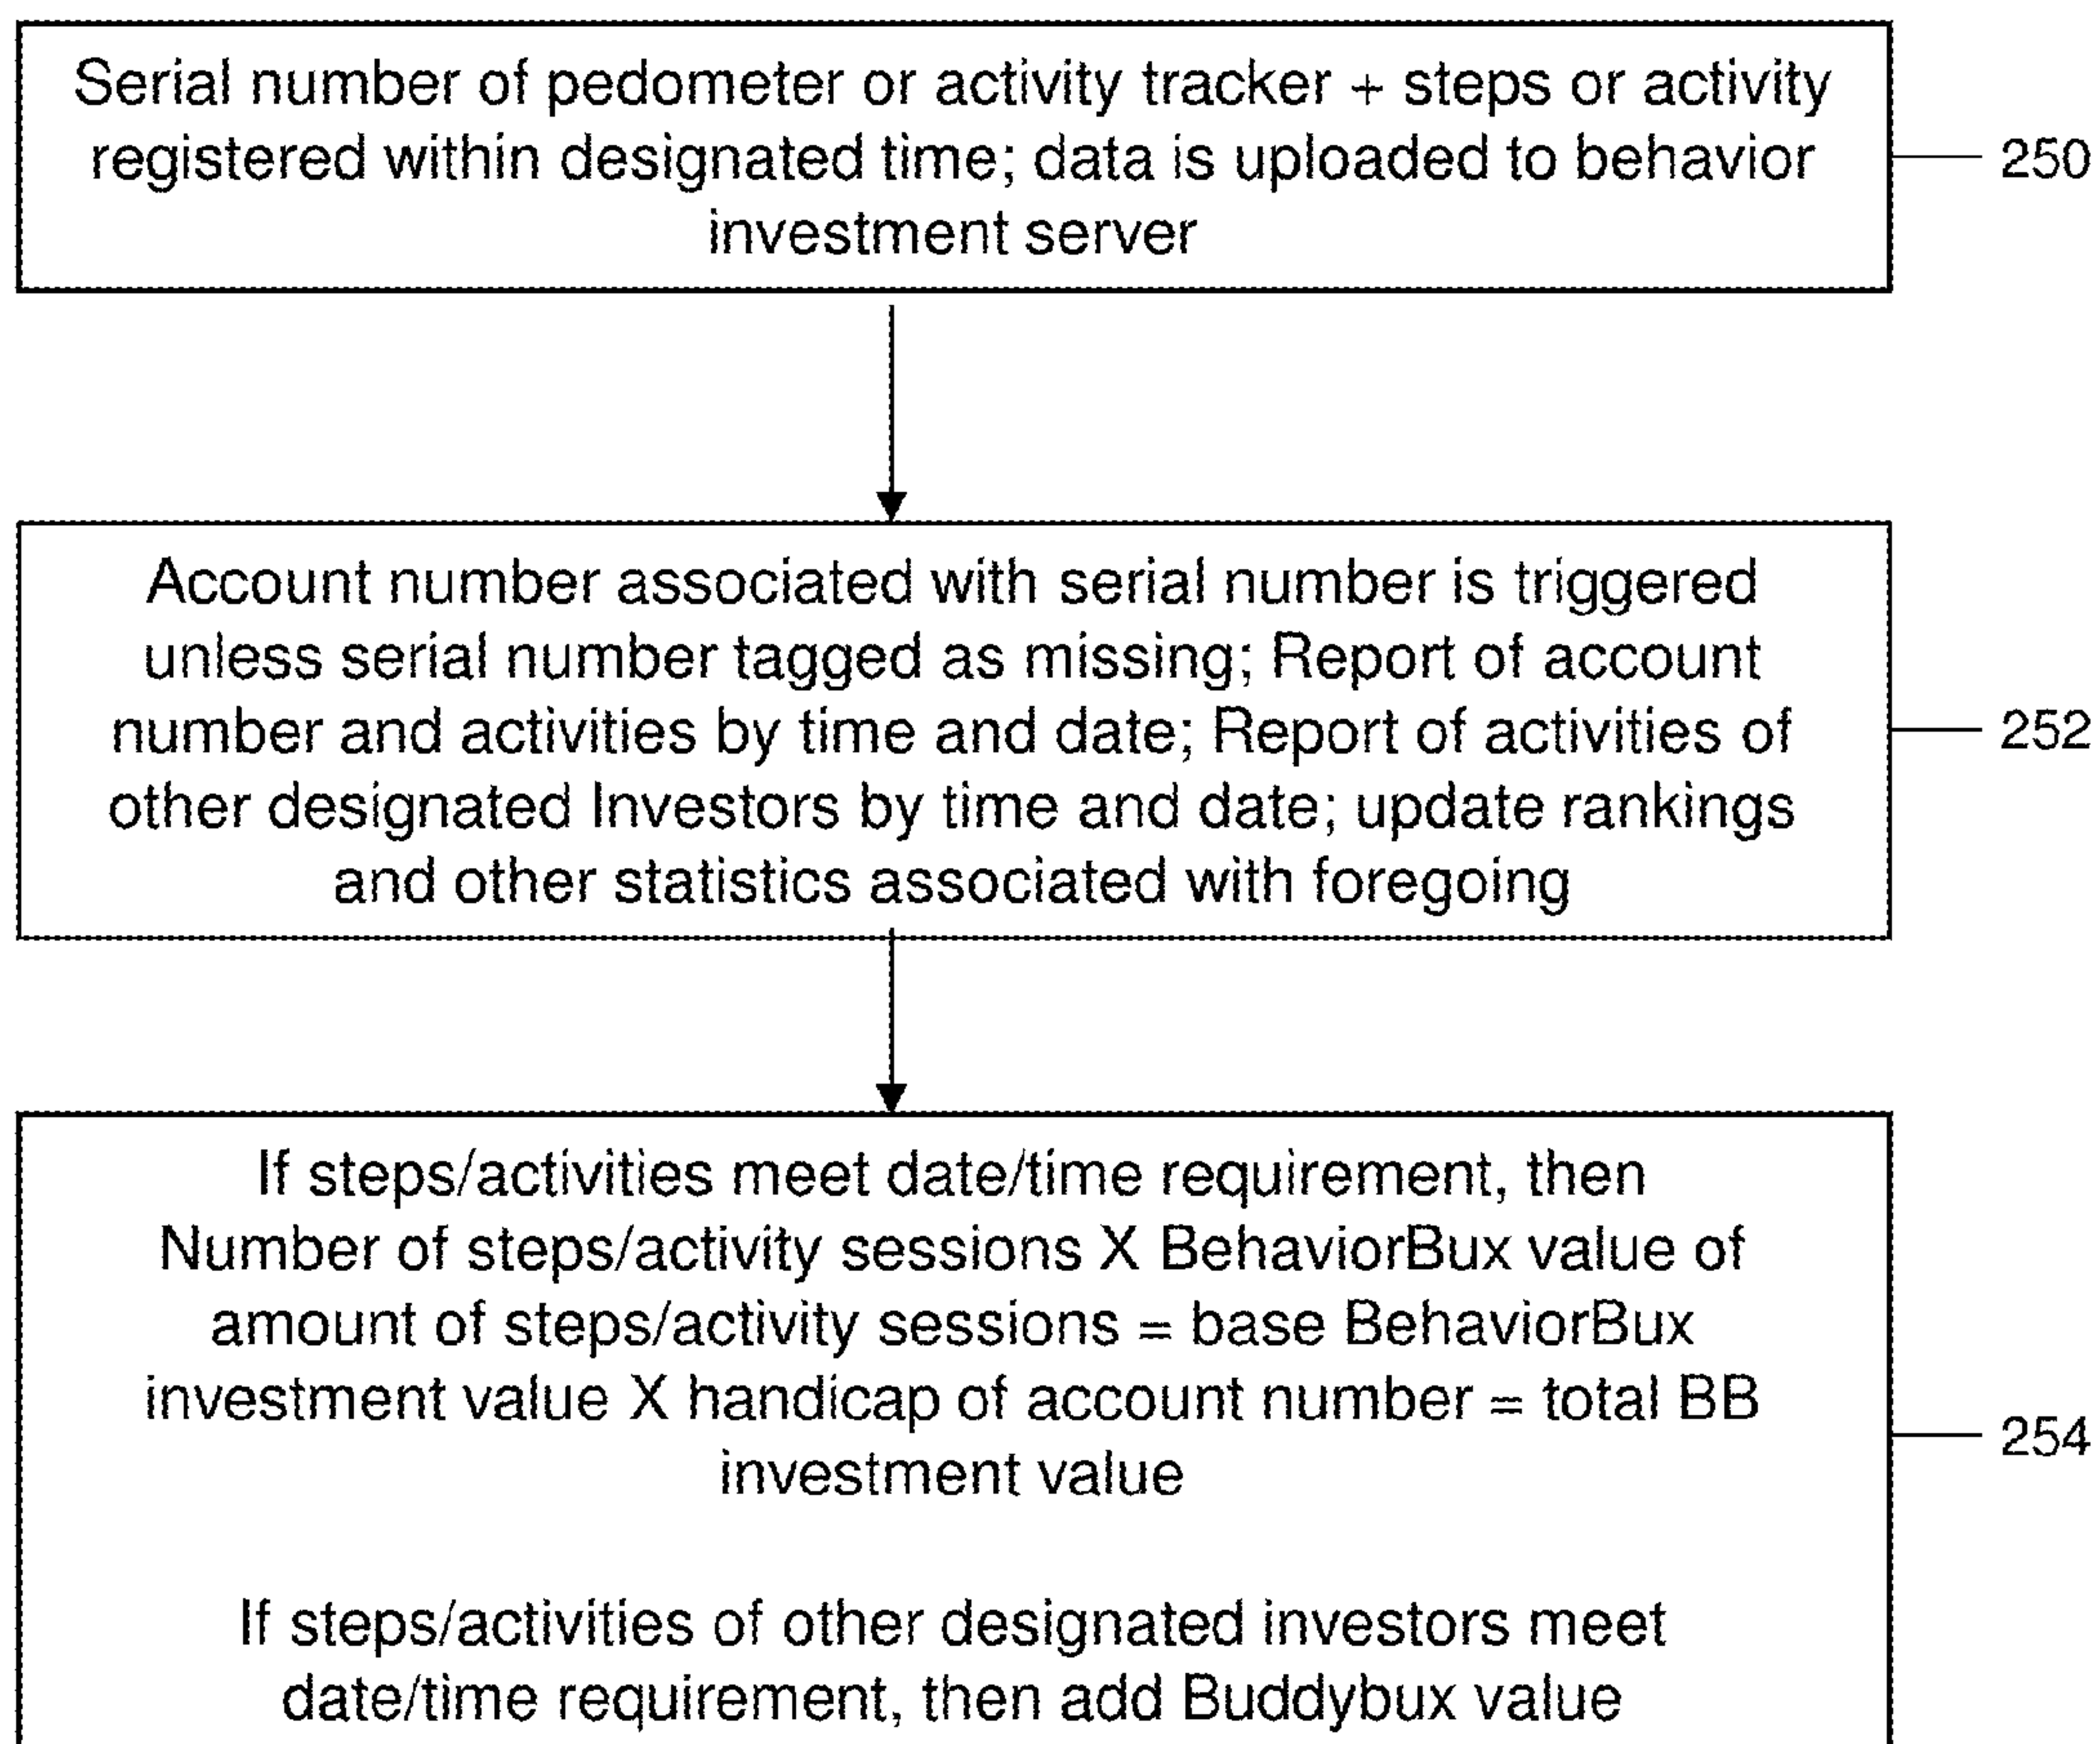 Serial number of pedometer or activity tracker + steps or activity
registered within designated time; data is uploaded to behavior
investment server
250
Account number associated with serial number is triggered
unless serial number tagged as missing; Report of account
number and activities by time and date; Report of activities of
other designated Investors by time and date; update rankings
and other statistics associated with foregoing
252
If steps/activities meet date/time requirement, then
Number of steps/activity sessions X BehaviorBux value of
amount of steps/activity sessions = base BehaviorBux
investment value X handicap of account number = total BB
investment value
254
If steps/activities of other designated investors meet
date/time requirement, then add Buddybux value